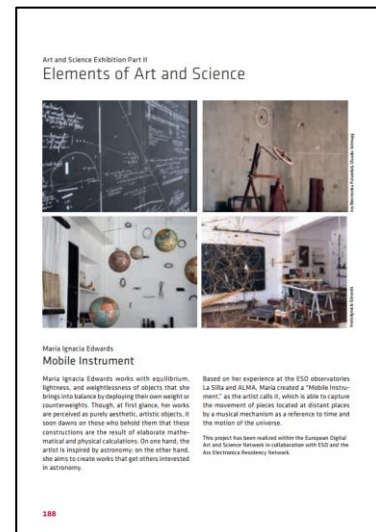 Art and Science Exhibition Part II
Elements of Art and Science
María Ignacia Edwards
Mobile Instrument
María Ignacia Edwards works with equilibrium,
lightness, and weightlessness of objects that she
brings into balance by deploying their own weight or
counterweights. Though, at first glance, her works
are perceived as purely aesthetic, artistic objects, it
soon dawns on those who behold them that these
constructions are the result of elaborate mathe-
matical and physical calculations. On one hand, the
artist is inspired by astronomy; on the other hand,
she aims to create works that get others interested
in astronomy.
Based on her experience at the ESO observatories
La Silla and ALMA, María created a “Mobile Instru-
ment,” as the artist calls it, which is able to capture
the movement of pieces located at distant places
by a musical mechanism as a reference to time and
the motion of the universe.
This project has been realized within the European Digital
Art and Science Network in collaboration with ESO and the
Ars Electronica Residency Network.
188